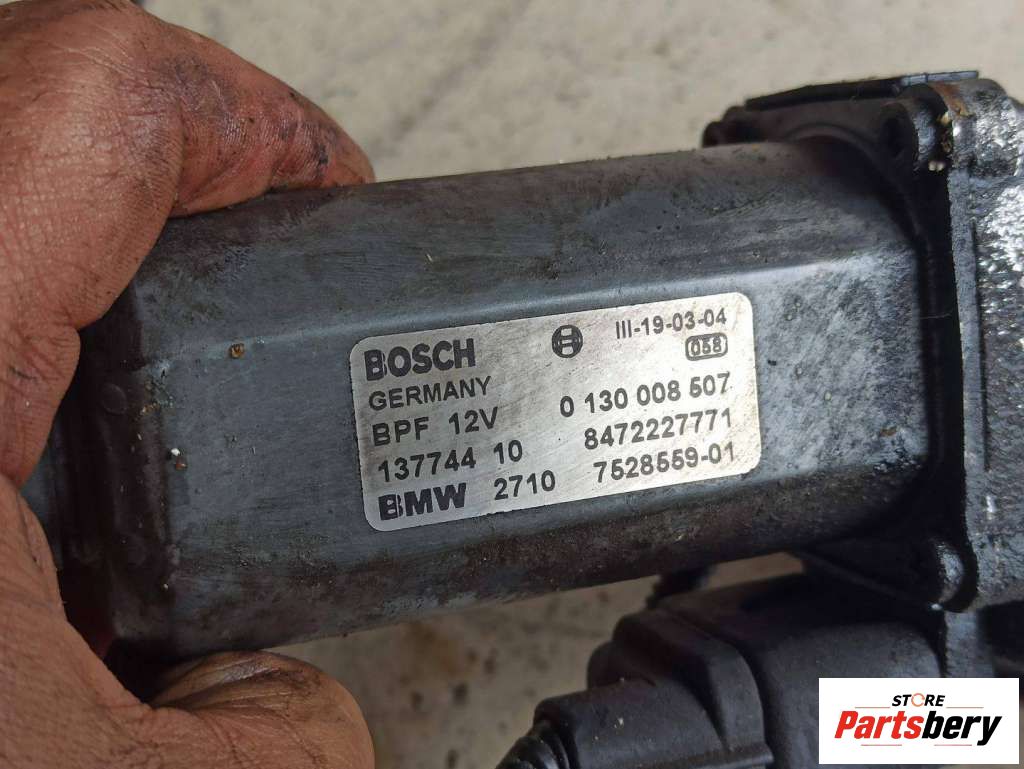 BOSCH III-19-03-04
GERMANY 058
BPF 12V 0 130 008 507
137744 10 8472227771
BMW 2710 7528559-01
STORE
Partsbery